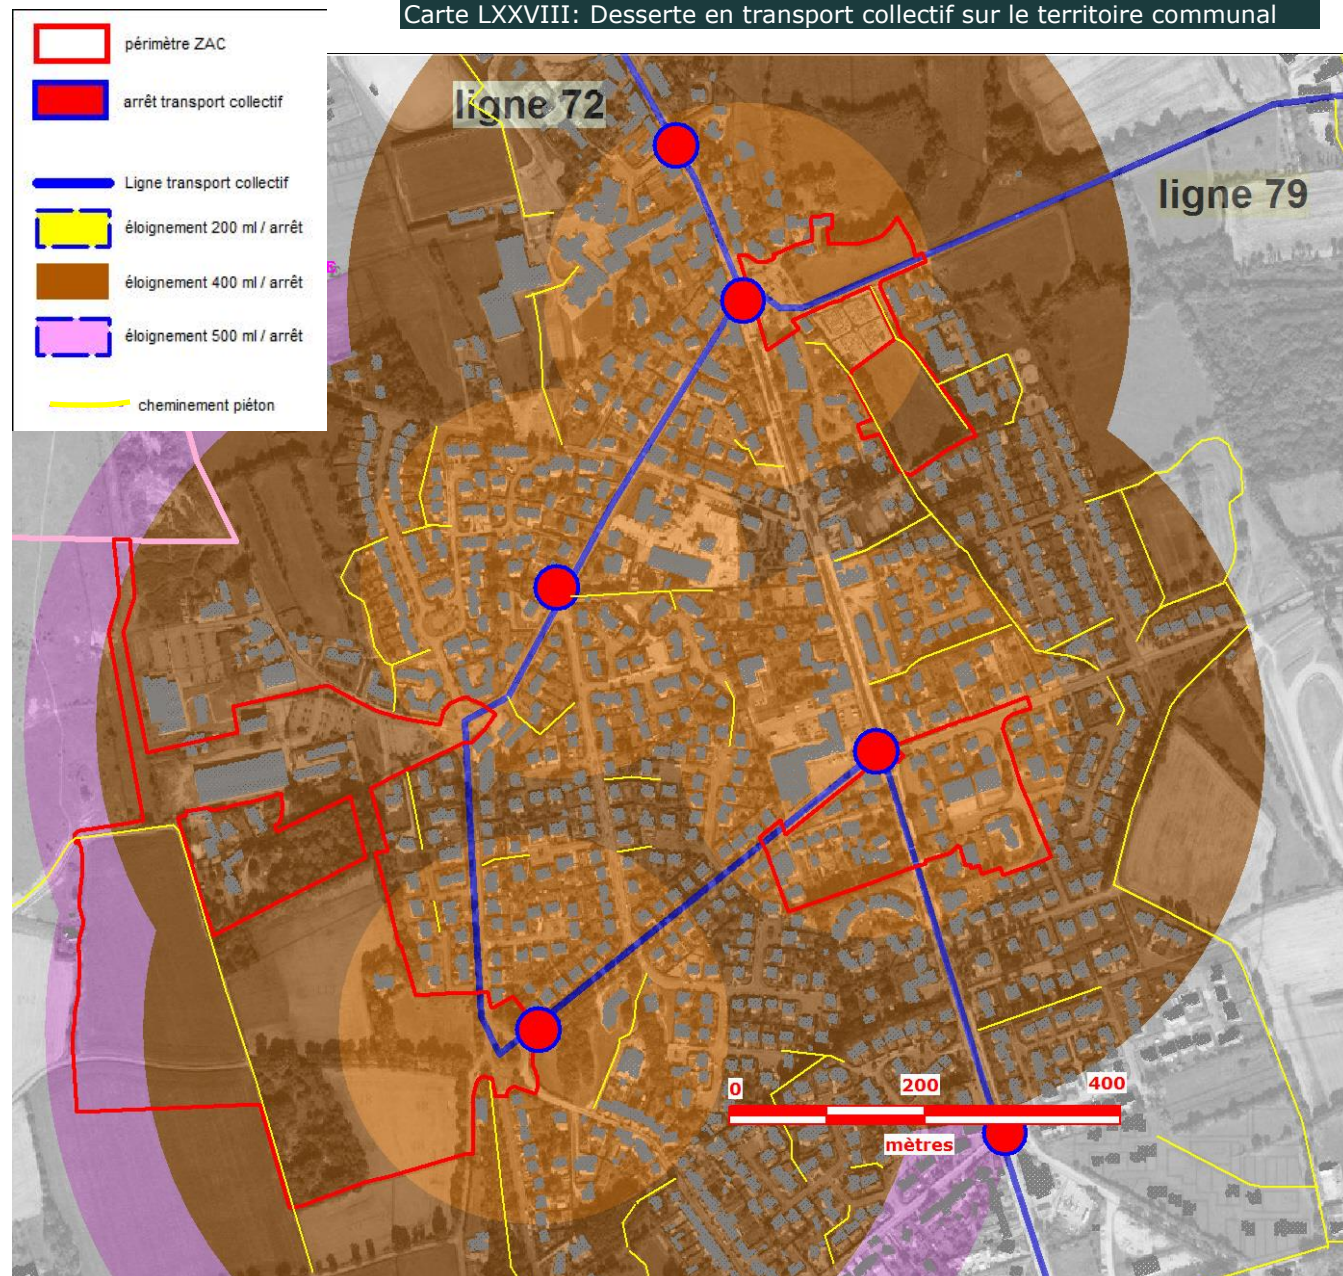 Carte LXXVIII: Desserte en transport collectif sur le territoire communal
périmètre ZAC
arrêt transport collectif
Ligne transport collectif
éloignement 200 ml / arrêt
éloignement 400 ml / arrêt
éloignement 500 ml / arrêt
cheminement piéton
ligne 72
ligne 79
0 200 400
mètres